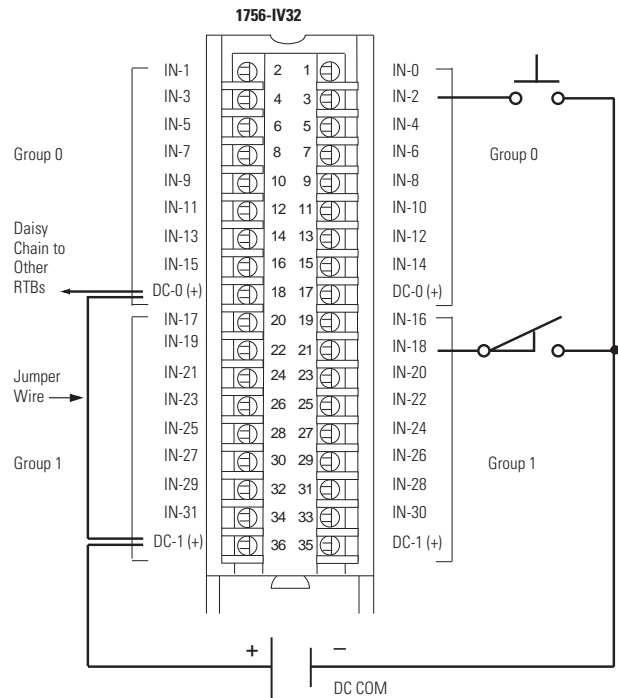 1756-IV32
IN-1 2 1 IN-0
IN-3 4 3 IN-2
IN-5 6 5 IN-4
IN-7 8 7 IN-6
IN-9 10 9 IN-8
IN-11 12 11 IN-10
IN-13 14 13 IN-12
IN-15 16 15 IN-14
DC-0 (+) 18 17 DC-0 (+)
IN-17 20 19 IN-16
IN-19 22 21 IN-18
IN-21 24 23 IN-20
IN-23 26 25 IN-22
IN-25 28 27 IN-24
IN-27 30 29 IN-26
IN-29 32 31 IN-28
IN-31 34 33 IN-30
DC-1 (+) 36 35 DC-1 (+)
Group 0
Group 0
Daisy
Chain to
Other
RTBs
Jumper
Wire
Group 1
Group 1
+ −
DC COM